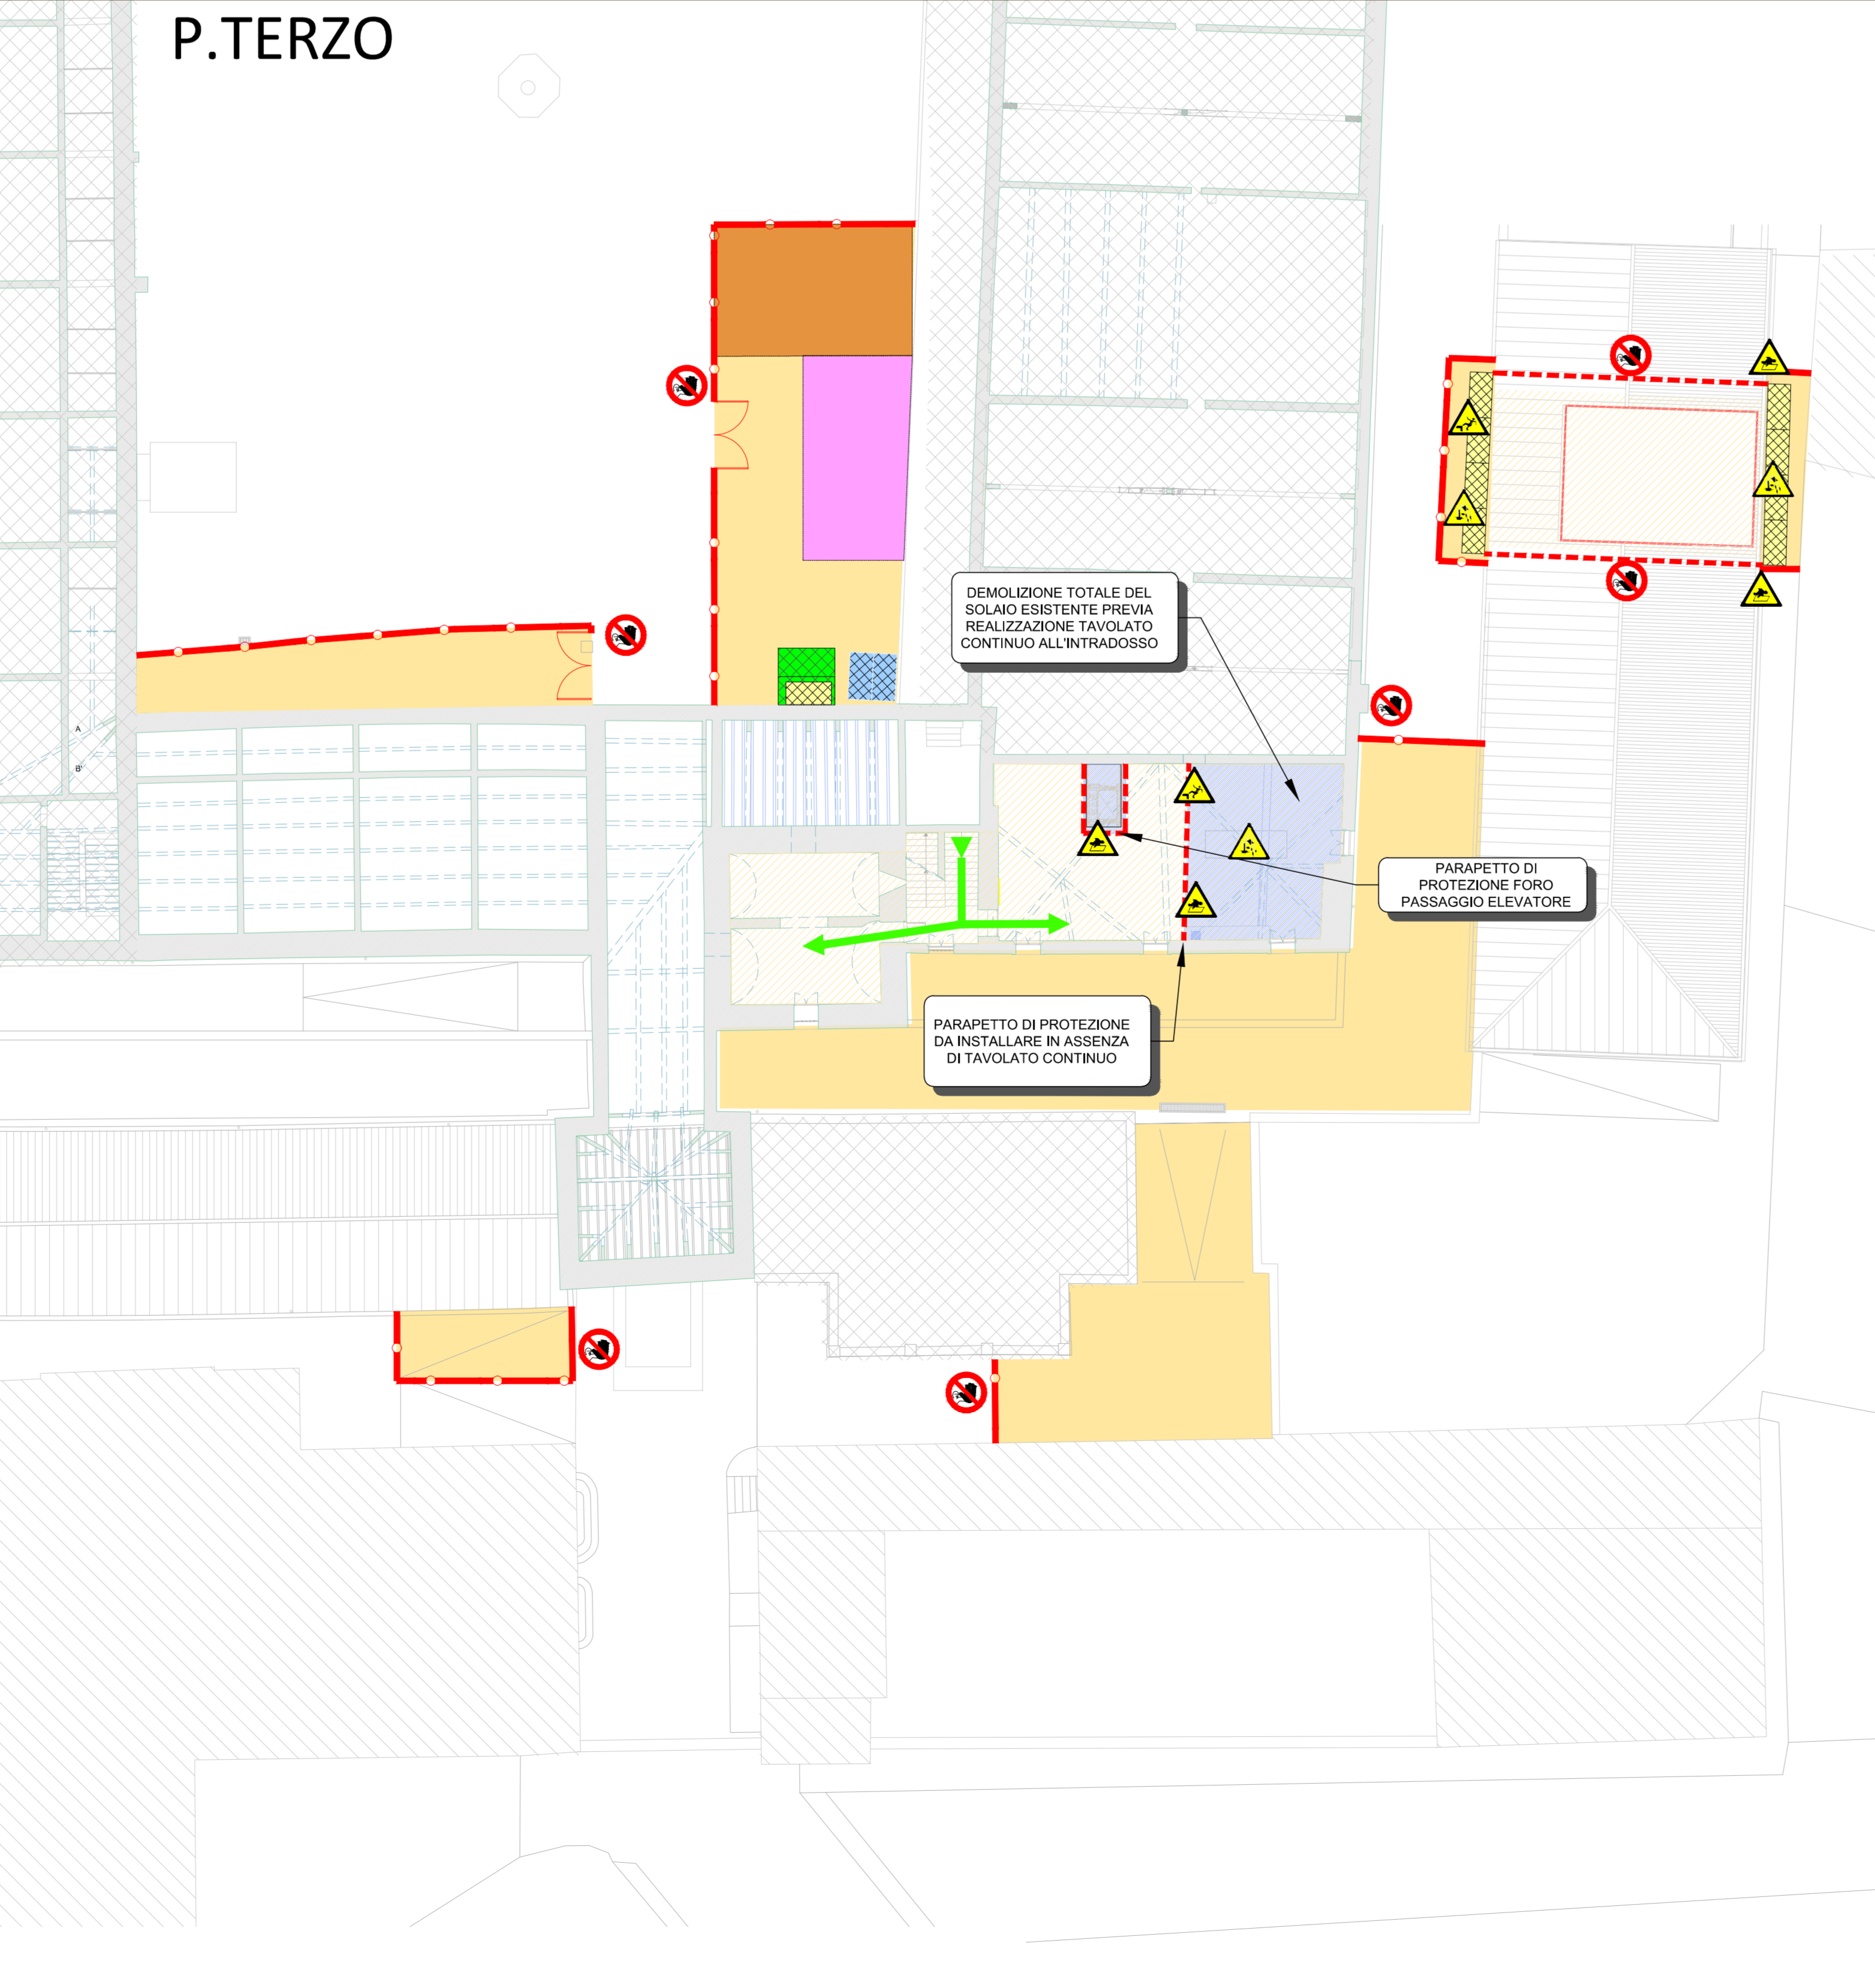 P.TERZO
DEMOLIZIONE TOTALE DEL
SOLAIO ESISTENTE PREVIA
REALIZZAZIONE TAVOLATO
CONTINUO ALL'INTRADOSSO
A
B'
PARAPETTO DI
PROTEZIONE FORO
PASSAGGIO ELEVATORE
PARAPETTO DI PROTEZIONE
DA INSTALLARE IN ASSENZA
DI TAVOLATO CONTINUO